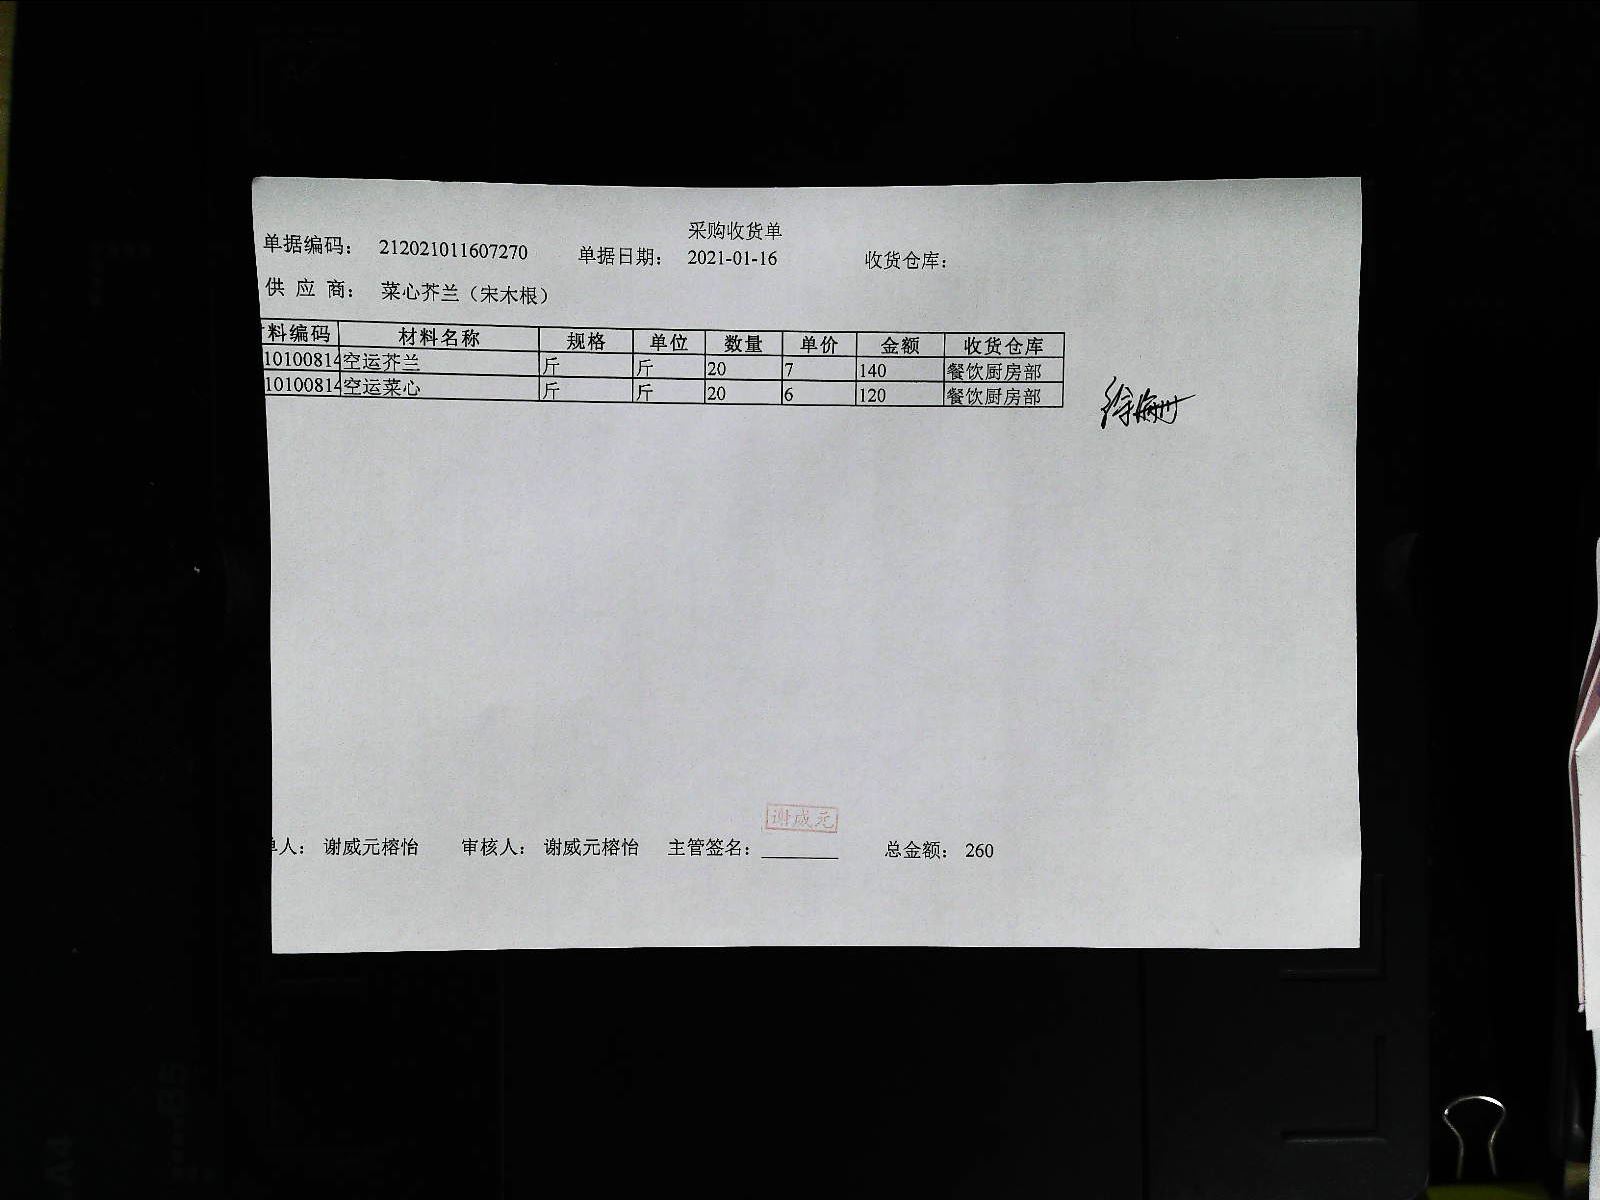 采购收货单
单据编码： 212021011607270 单据日期： 2021-01-16 收货仓库：
供 应 商： 菜心芥兰（宋木根）
料编码 材料名称 规格 单位 数量 单价 金额 收货仓库
10100814 空运芥兰 斤 斤 20 7 140 餐饮厨房部
10100814 空运菜心 斤 斤 20 6 120 餐饮厨房部
谢威元
人： 谢威元榕怡 审核人： 谢威元榕怡 主管签名： 总金额： 260